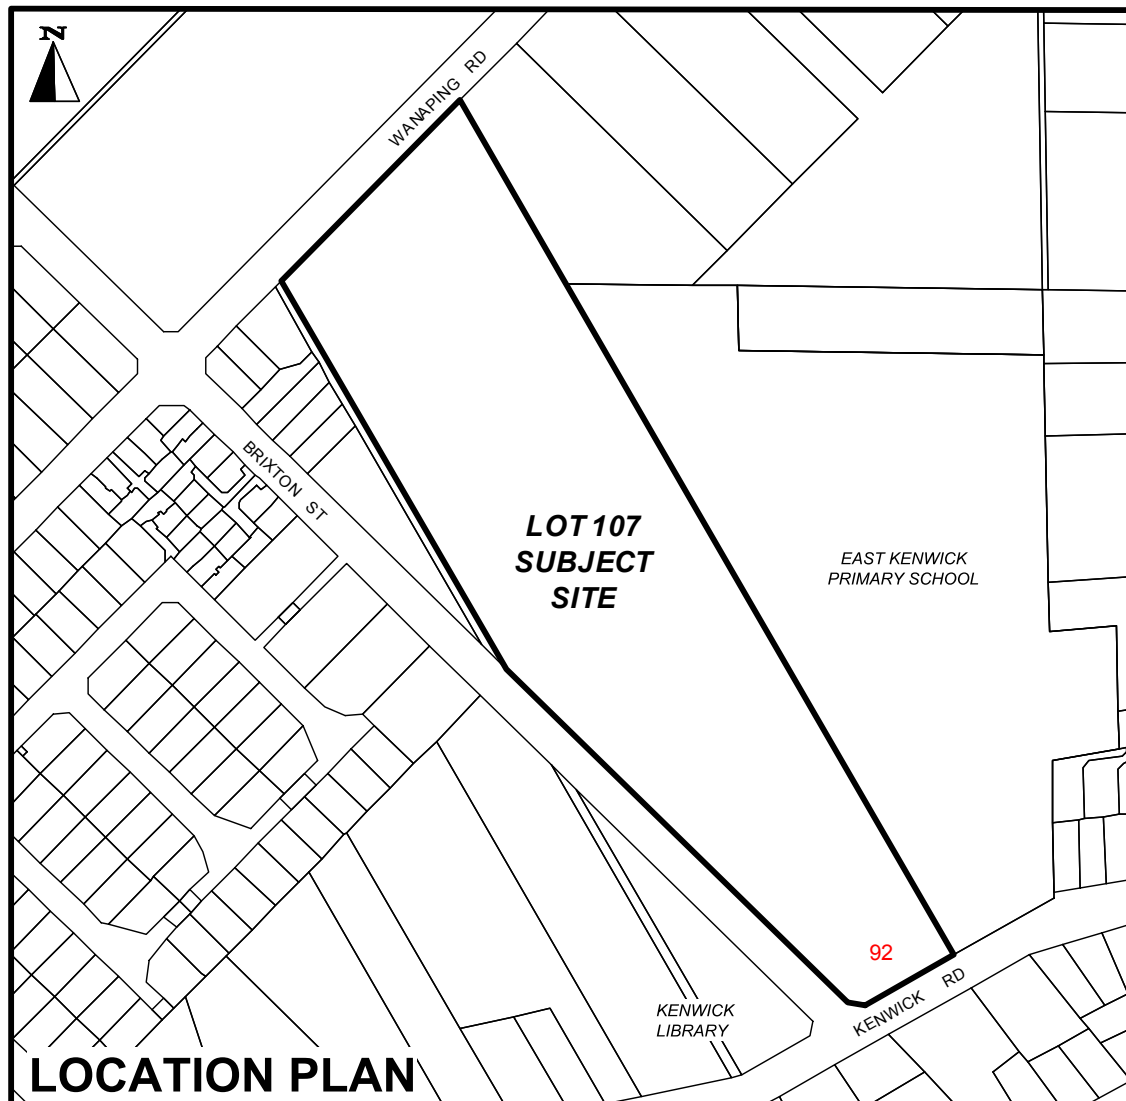 N
WANAPING RD
BRIXTON ST
LOT 107
SUBJECT
SITE
EAST KENWICK
PRIMARY SCHOOL
92
KENWICK RD
KENWICK
LIBRARY
LOCATION PLAN